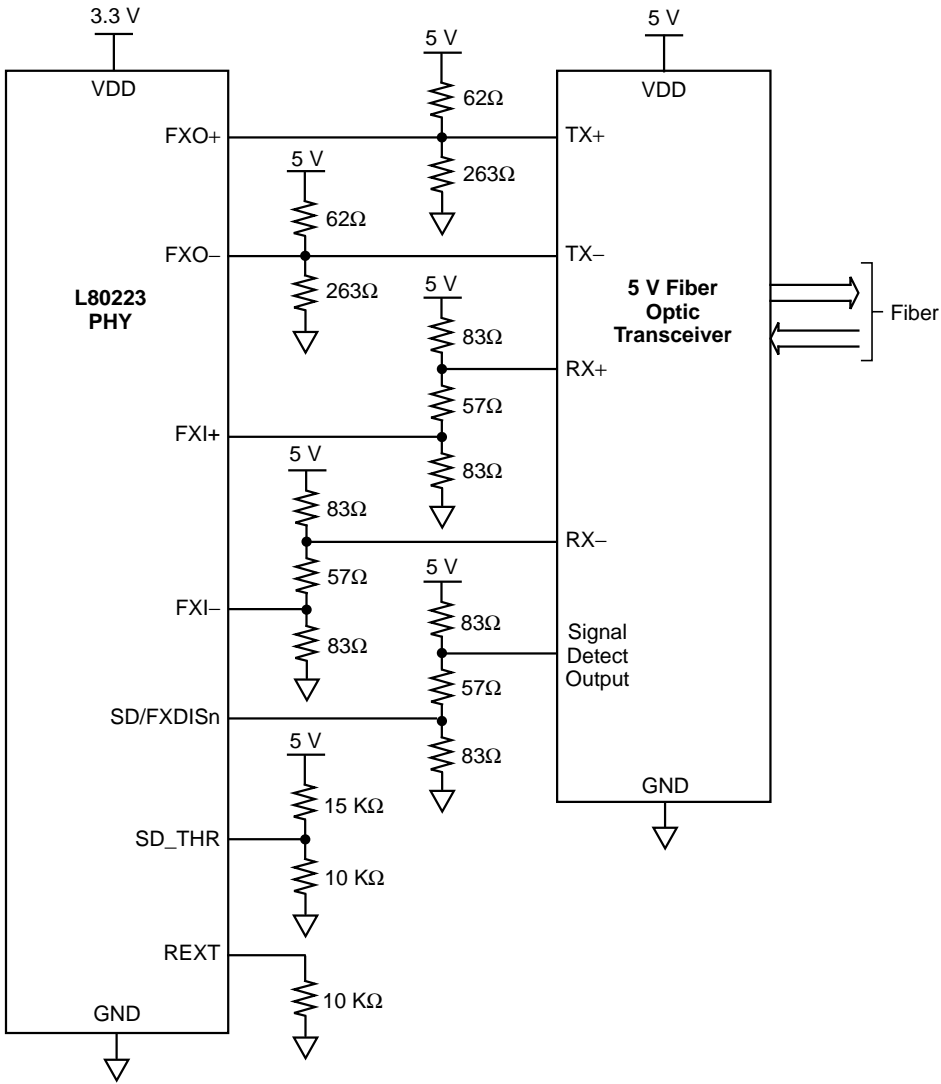 3.3 V
5 V
5 V
VDD
VDD
62Ω
FXO+
TX+
5 V
263Ω
62Ω
FXO−
TX−
L80223
PHY
263Ω
5 V
5 V Fiber
Optic
Transceiver
Fiber
83Ω
RX+
57Ω
FXI+
5 V
83Ω
83Ω
RX−
57Ω
5 V
FXI−
83Ω
83Ω
Signal
Detect
Output
57Ω
SD/FXDISn
5 V
83Ω
15 KΩ
GND
SD_THR
10 KΩ
REXT
10 KΩ
GND